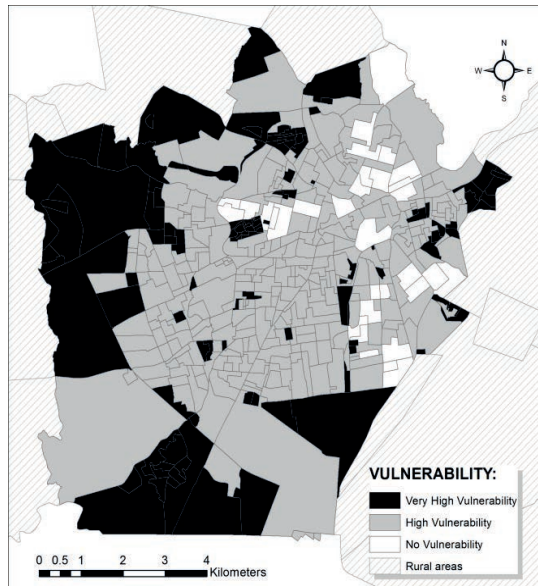 N
W E
S
VULNERABILITY:
Very High Vulnerability
High Vulnerability
No Vulnerability
Rural areas
0 0.5 1 2 3 4
Kilometers